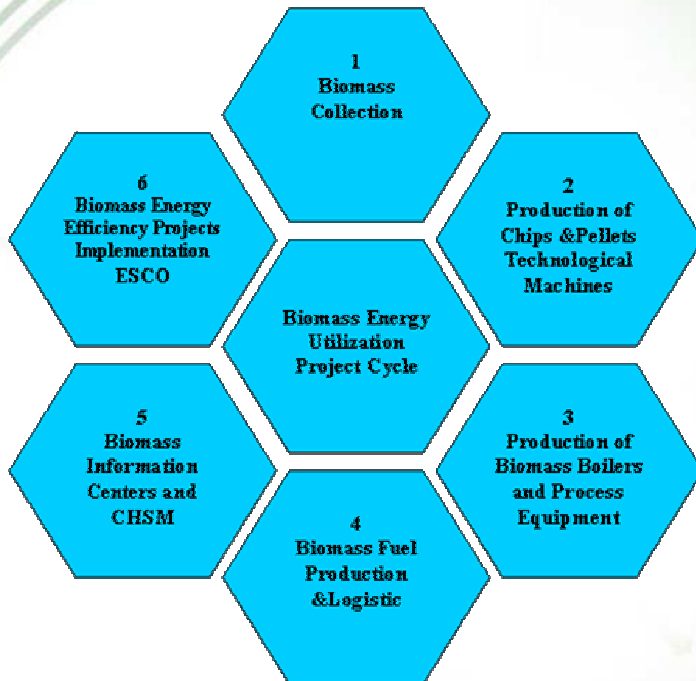 1
Biomass
Collection
2
Production of
Chips &Pellets
Technological
Machines
3
Production of
Biomass Boilers
and Process
Equipment
4
Biomass Fuel
Production
&Logistic
5
Biomass
Information
Centers and
CHSM
6
Biomass Energy
Efficiency Projects
Implementation
ESCO
Biomass Energy
Utilization
Project Cycle